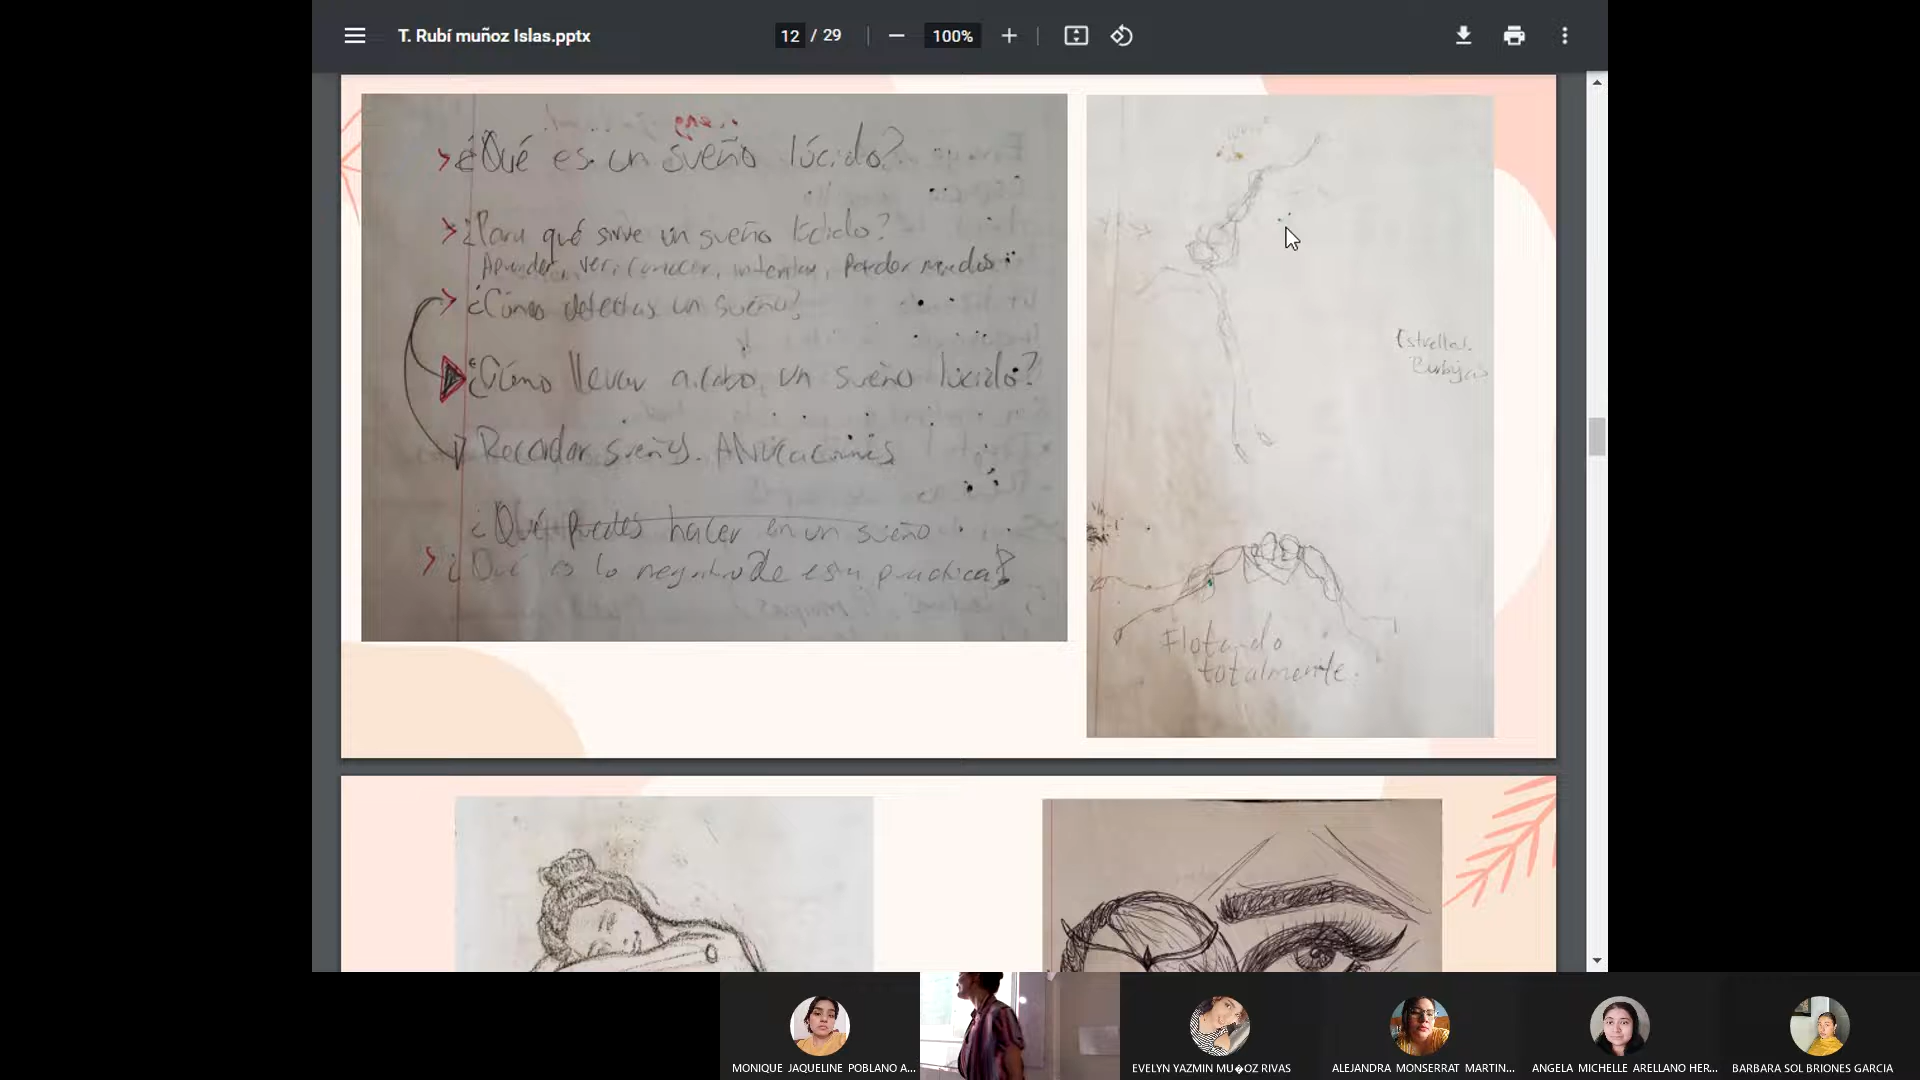 T. Rubí muñoz Islas.pptx
12 / 29
100%
¿Qué es un sueño lúcido?
¿Para qué sirve un sueño lúcido?
Aprender, ver, conocer, intentar, perder miedos
¿Cómo detectas un sueño?
¿Cómo llevar a cabo un sueño lúcido?
Recordar sueños.
¿Qué puedes hacer en un sueño
¿Qué es lo negativo de esta practica?
Estrellas.
Flotando
totalmente.
MONIQUE JAQUELINE POBLANO A...
EVELYN YAZMIN MU�OZ RIVAS
ALEJANDRA MONSERRAT MARTIN...
ANGELA MICHELLE ARELLANO HER...
BARBARA SOL BRIONES GARCIA